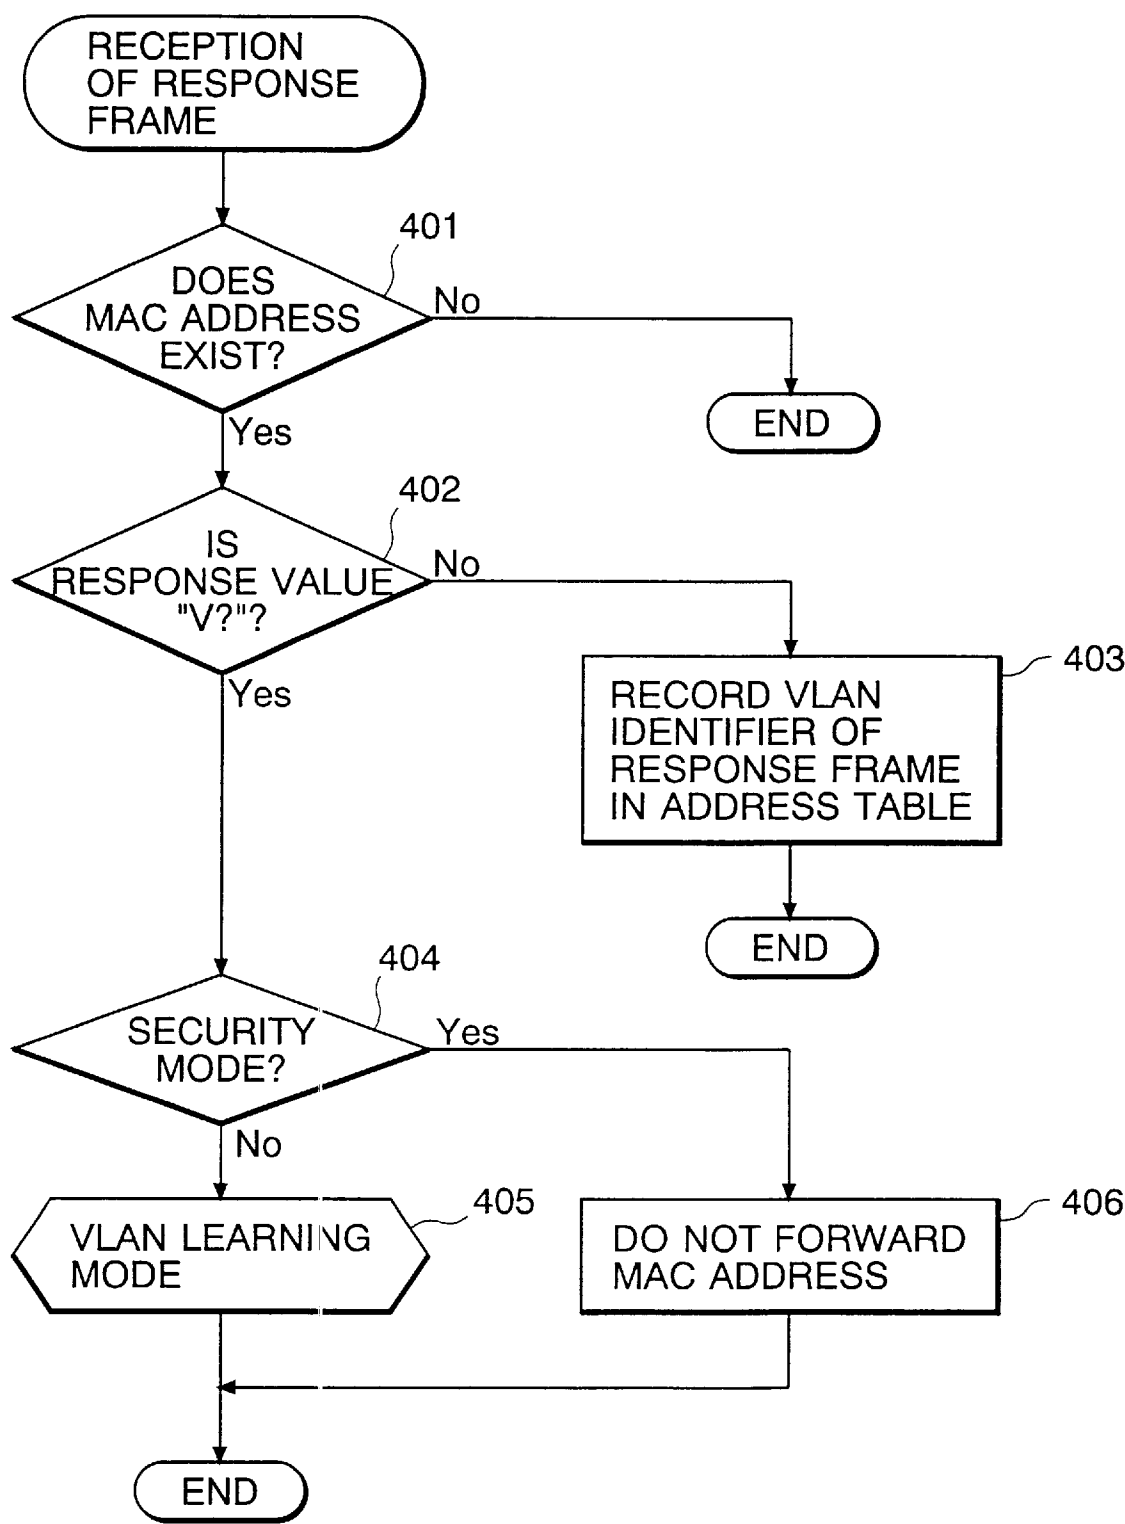 RECEPTION
OF RESPONSE
FRAME
401
DOES
MAC ADDRESS
EXIST?
No
END
Yes
402
IS
RESPONSE VALUE
"V?"?
No
Yes
403
RECORD VLAN
IDENTIFIER OF
RESPONSE FRAME
IN ADDRESS TABLE
END
404
SECURITY
MODE?
Yes
No
405
VLAN LEARNING
MODE
406
DO NOT FORWARD
MAC ADDRESS
END